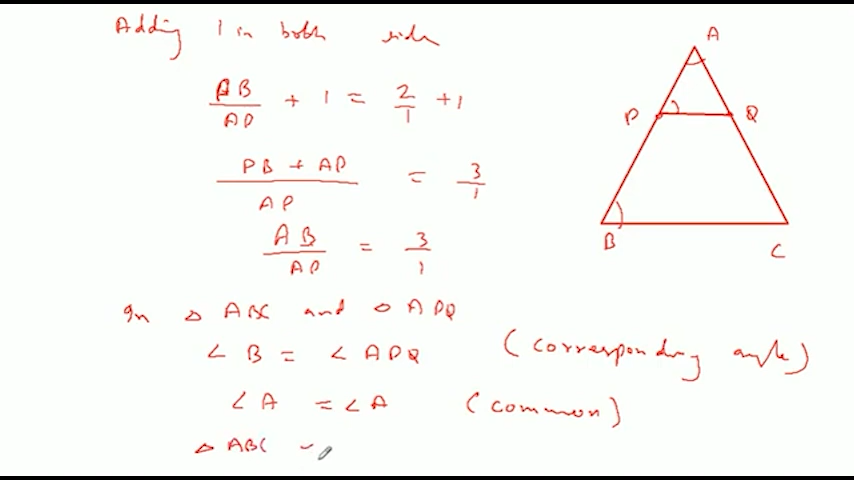 Adding 1 in both side
AB/AP + 1 = 2/1 + 1
PB + AP/AP = 3/1
AB/AP = 3/1
In △ ABC and △ APQ
∠ B = ∠ APQ (corresponding angle)
∠ A = ∠ A (common)
△ ABC ~
A
P Q
B C